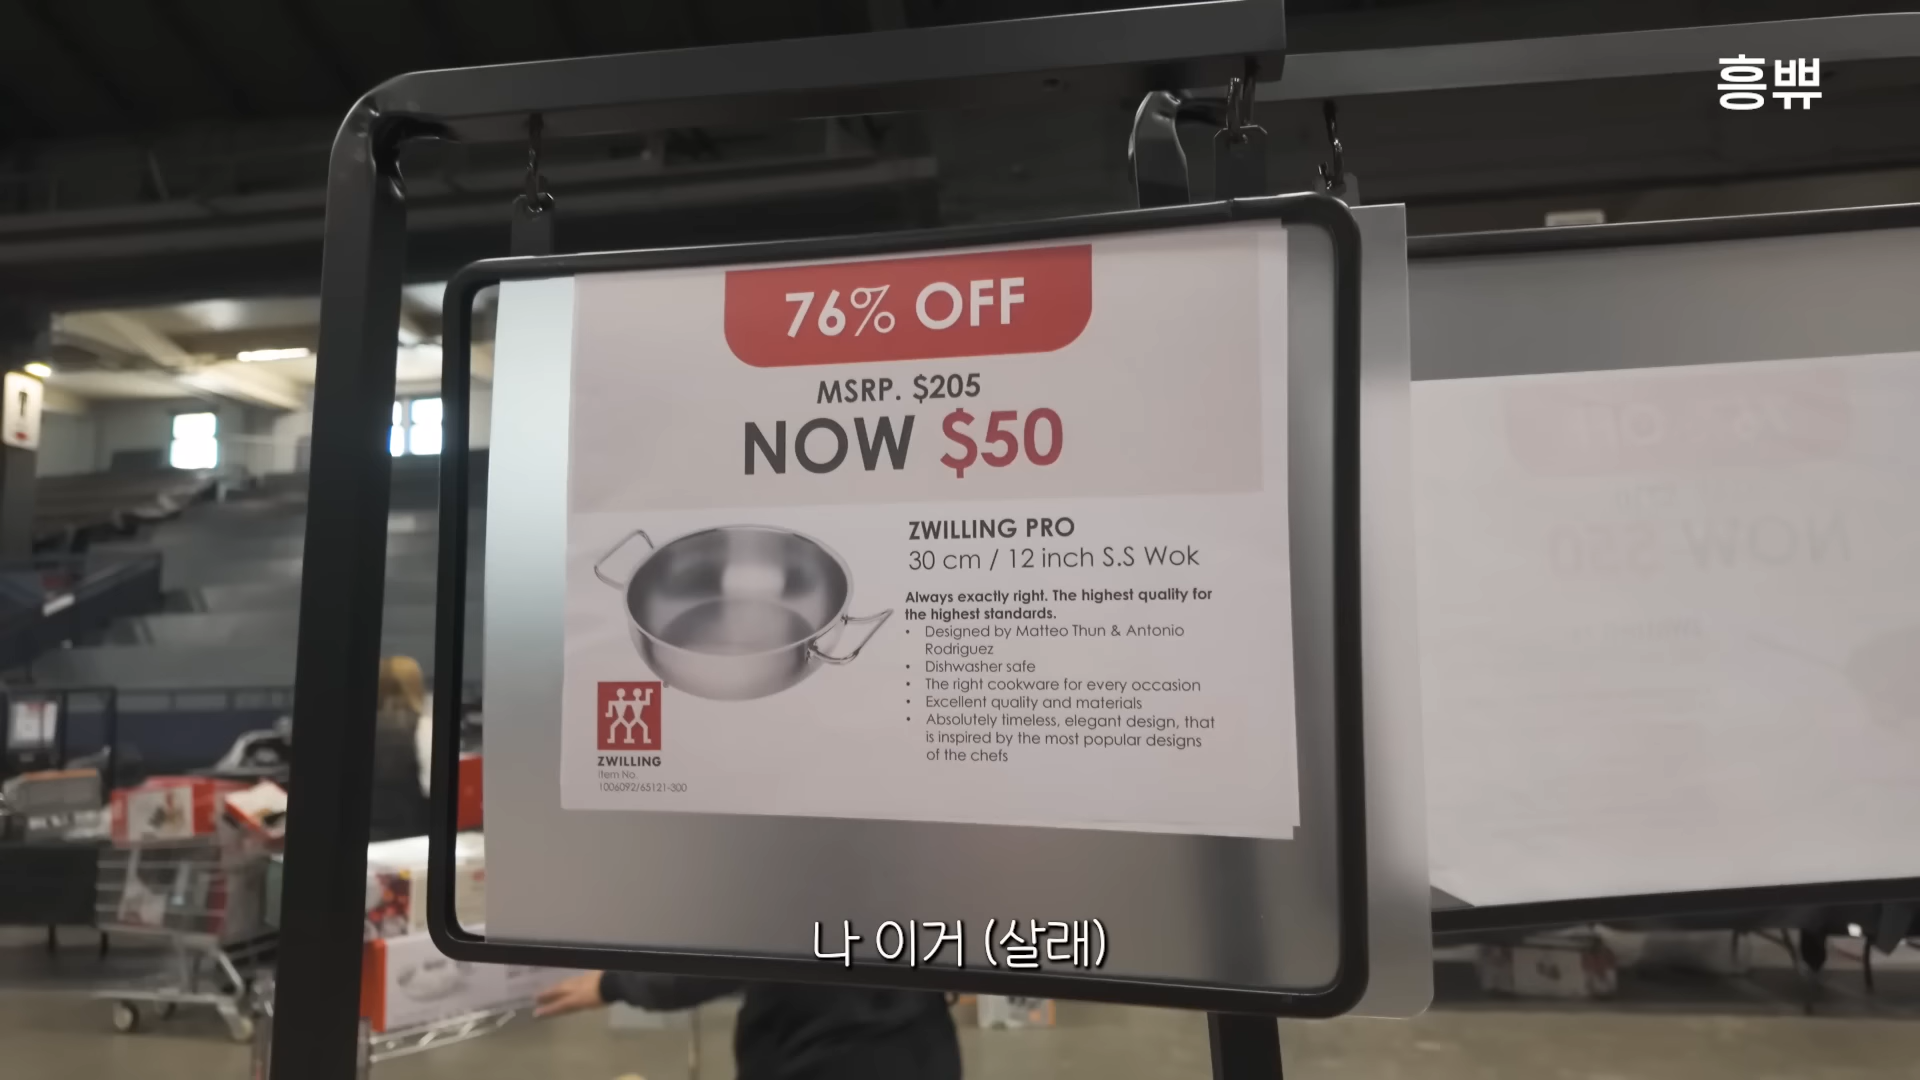 흥쀼
76% OFF
MSRP. $205
NOW $50
ZWILLING PRO
30 cm / 12 inch S.S Wok
Always exactly right. The highest quality for
the highest standards.
• Designed by Matteo Thun & Antonio
Rodriguez
• Dishwasher safe
• The right cookware for every occasion
• Excellent quality and materials
• Absolutely timeless, elegant design, that
is inspired by the most popular designs
of the chefs
ZWILLING
Item No.
1006092/65121-300
나 이거 (살래)